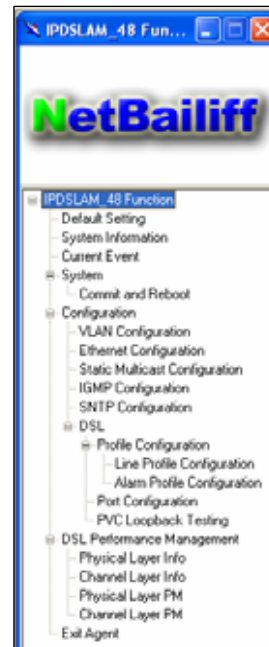 IPDSLAM_48 Fun...
NetBailiff
IPDSLAM_48 Function
Default Setting
System Information
Current Event
System
Commit and Reboot
Configuration
VLAN Configuration
Ethernet Configuration
Static Multicast Configuration
IGMP Configuration
SNTP Configuration
DSL
Profile Configuration
Line Profile Configuration
Alarm Profile Configuration
Port Configuration
PVC Loopback Testing
DSL Performance Management
Physical Layer Info
Channel Layer Info
Physical Layer PM
Channel Layer PM
Exit Agent